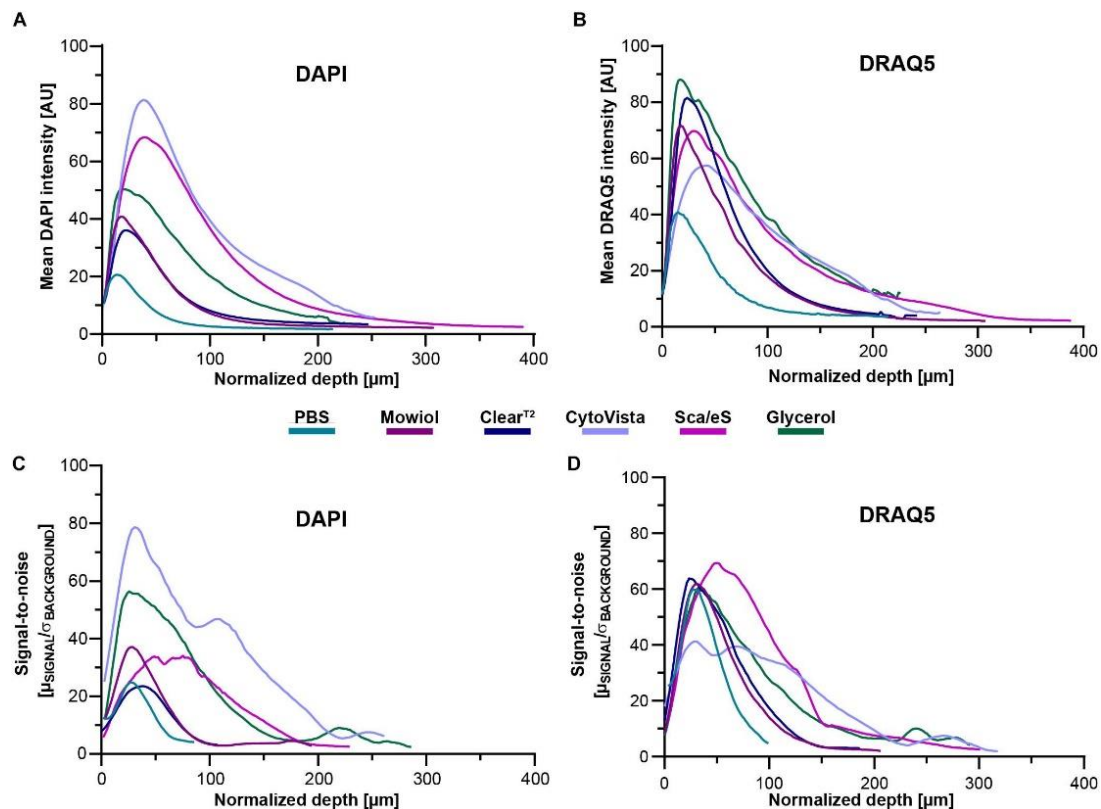 A
B
DAPI
DRAQ5
Mean DAPI intensity [AU]
100
80
60
40
20
0
0 100 200 300 400
Normalized depth [µm]
Mean DRAQ5 intensity [AU]
100
80
60
40
20
0
0 100 200 300 400
Normalized depth [µm]
PBS Mowiol Clearᵀ² CytoVista Sca/eS Glycerol
C
D
DAPI
DRAQ5
Signal-to-noise
[µSIGNAL/σBACKGROUND]
100
80
60
40
20
0
0 100 200 300 400
Normalized depth [µm]
Signal-to-noise
[µSIGNAL/σBACKGROUND]
100
80
60
40
20
0
0 100 200 300 400
Normalized depth [µm]